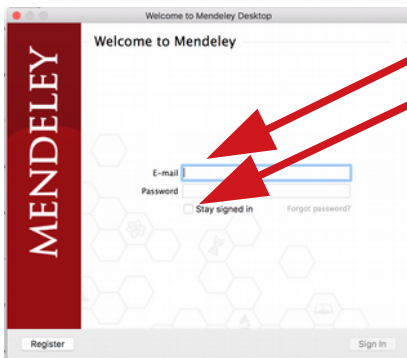 Welcome to Mendeley Desktop
MENDELEY
Welcome to Mendeley
E-mail
Password
Stay signed in
Forgot password?
Register
Sign In